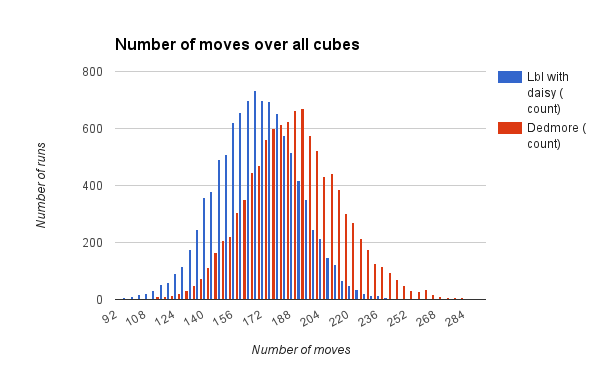 Number of moves over all cubes
800
600
400
200
0
Number of runs
92 108 124 140 156 172 188 204 220 236 252 268 284
Number of moves
Lbl with
daisy (
count)
Dedmore (
count)